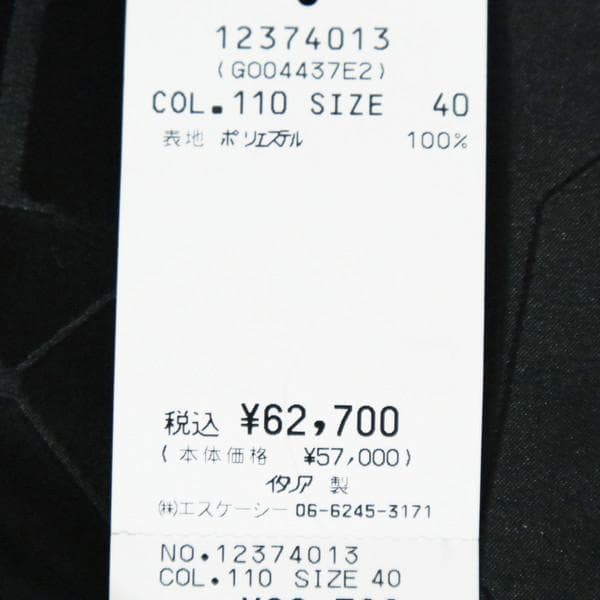 12374013
(G004437E2)
COL.110 SIZE 40
表地 ポリエステル 100%
税込 ¥62,700
(本体価格 ¥57,000)
イタリア 製
㈱エスケーシー 06-6245-3171
NO.12374013
COL.110 SIZE 40